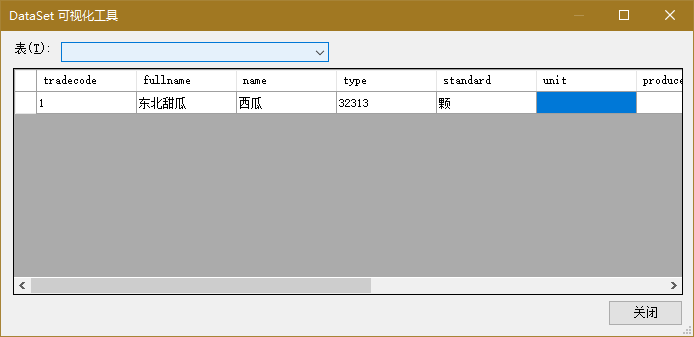 DataSet 可视化工具
表(T):
tradecode fullname name type standard unit produce
1 东北甜瓜 西瓜 32313 颗
关闭